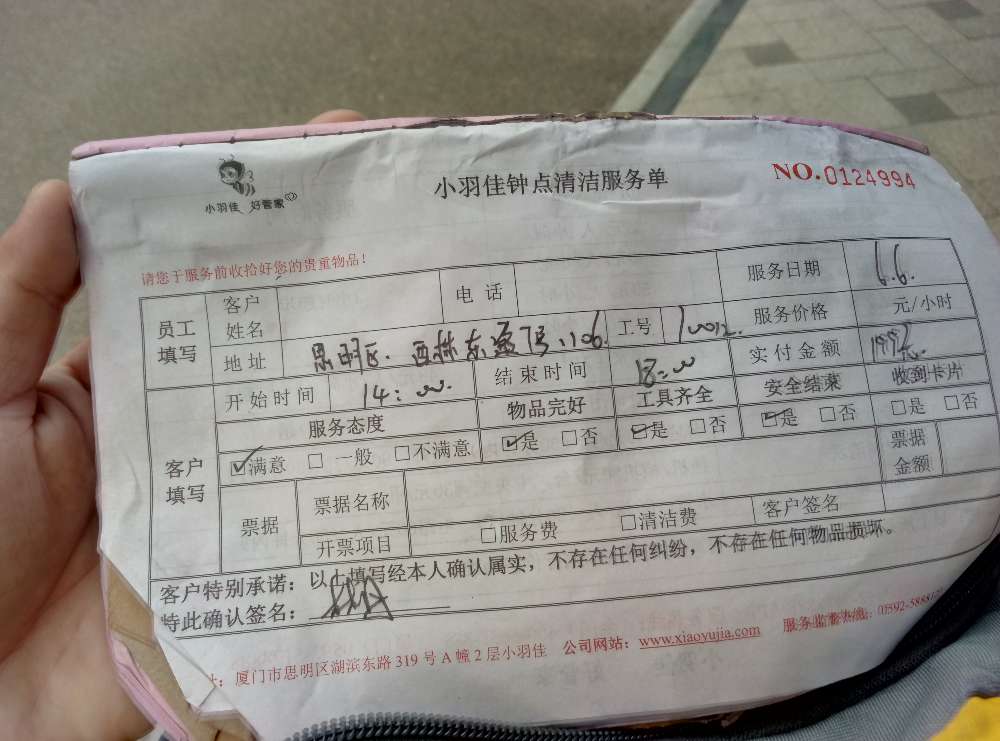 小羽佳 好管家
小羽佳钟点清洁服务单
NO.0124994
请您于服务前收拾好您的贵重物品!
员工填写 客户姓名 电话 服务日期 6.6.
地址 思明区 西林东 106 工号 服务价格 元/小时
开始时间 14:00 结束时间 18:00 实付金额
客户填写 服务态度 物品完好 工具齐全 安全结束 收到卡片
☑满意 □一般 □不满意 ☑是 □否 ☑是 □否 ☑是 □否 □是 □否
票据 票据名称 票据金额
开票项目 □服务费 □清洁费 客户签名
客户特别承诺:以上填写经本人确认属实,不存在任何纠纷,不存在任何物品损坏。
特此确认签名:
厦门市思明区湖滨东路319号A幢2层小羽佳 公司网站:www.xiaoyujia.com 服务监督热线:0592-58881